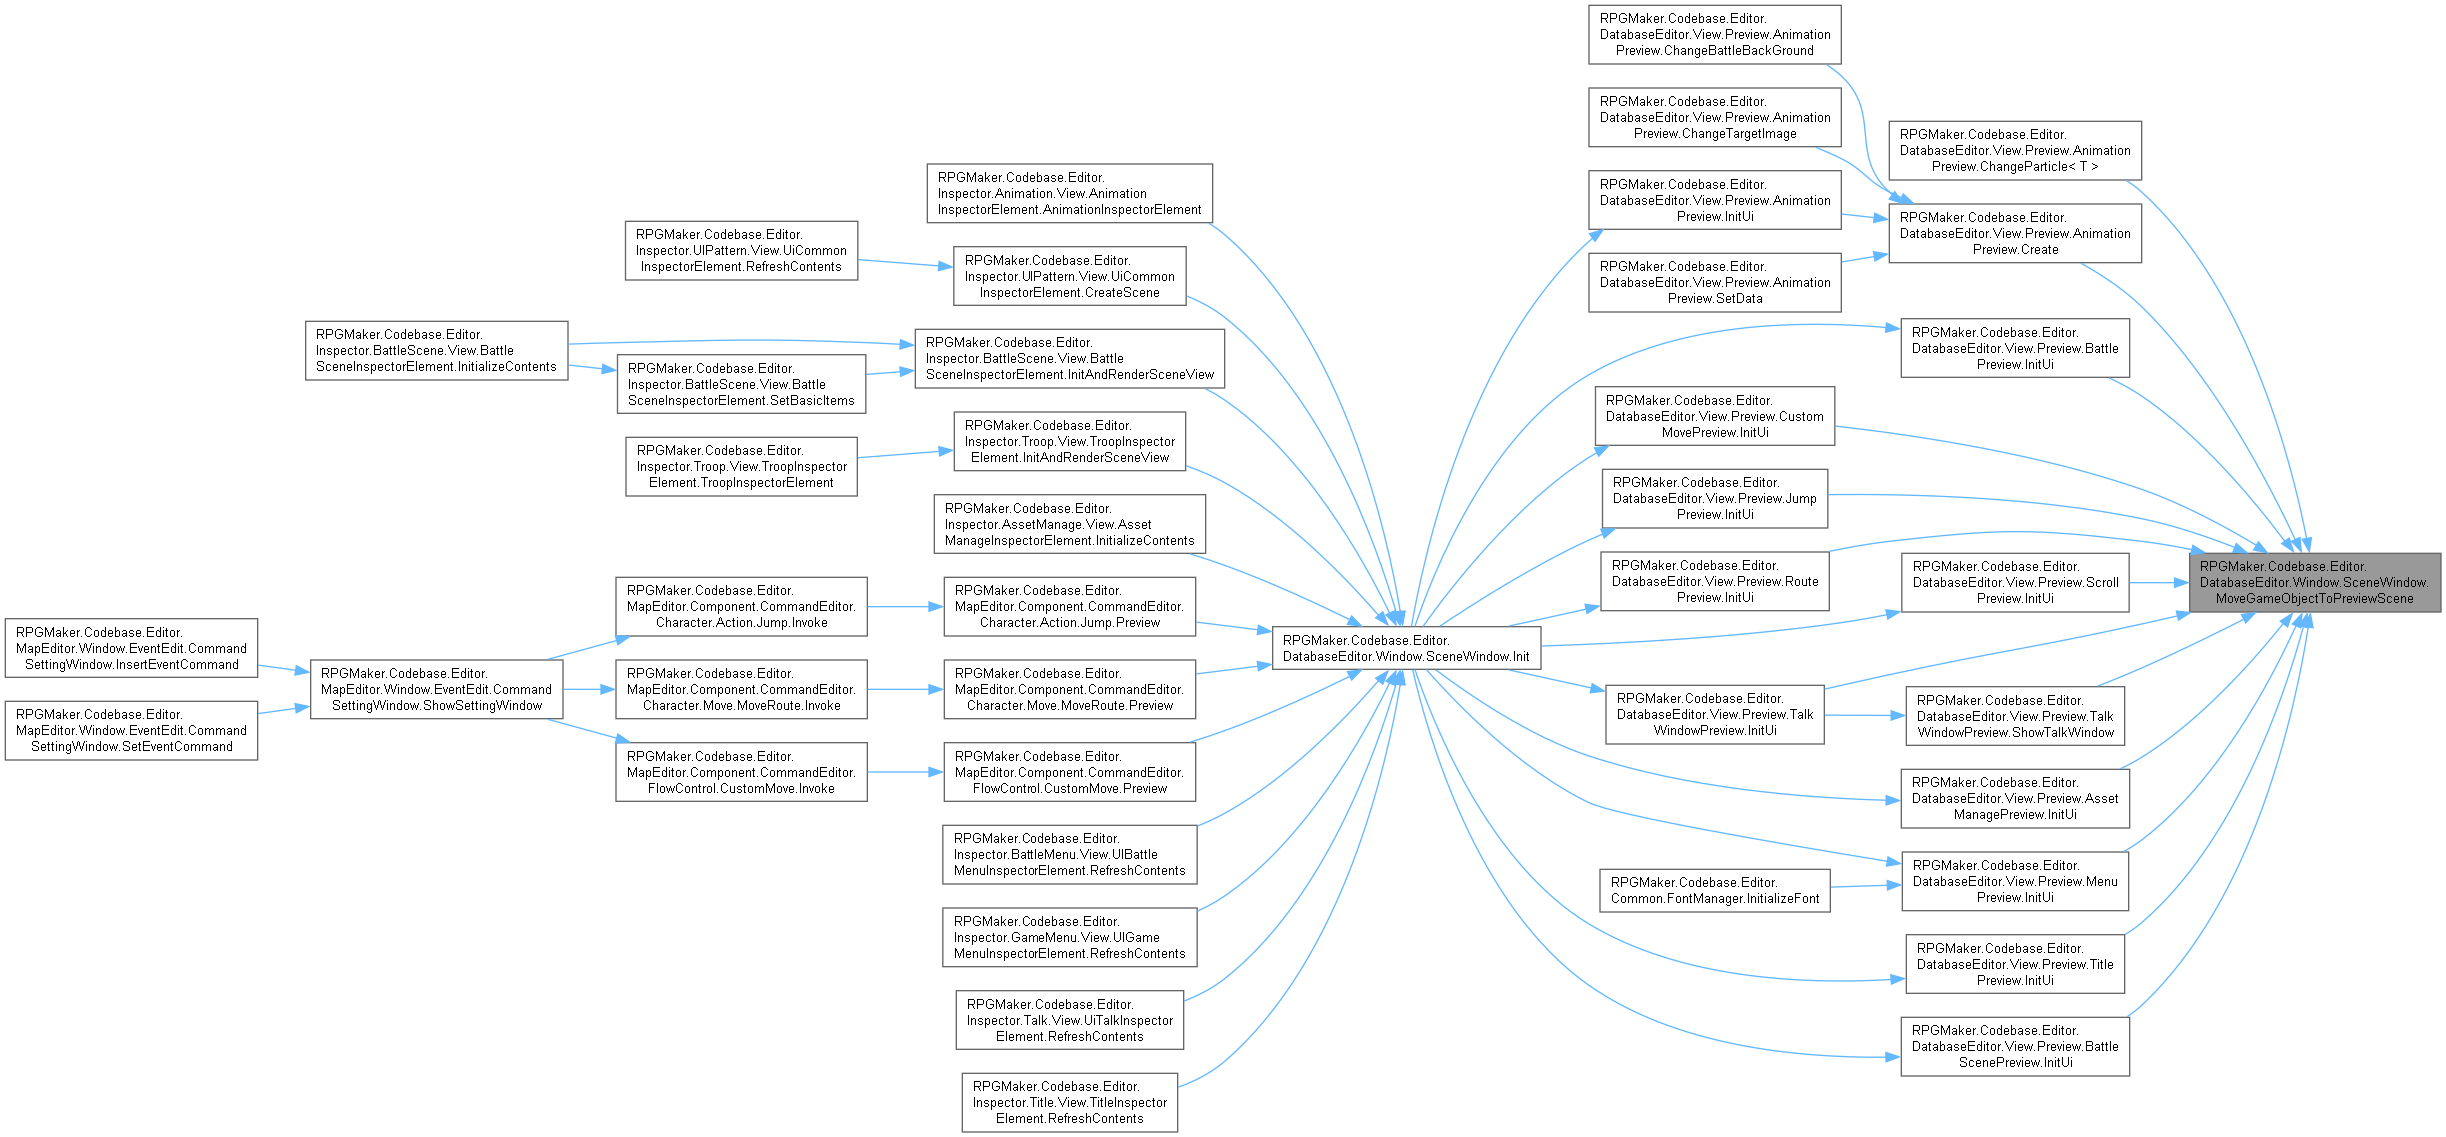 RPGMaker.Codebase.Editor.
MapEditor.Window.EventEdit.Command
SettingWindow.InsertEventCommand
RPGMaker.Codebase.Editor.
MapEditor.Window.EventEdit.Command
SettingWindow.SetEventCommand
RPGMaker.Codebase.Editor.
Inspector.BattleScene.View.Battle
SceneInspectorElement.InitializeContents
RPGMaker.Codebase.Editor.
MapEditor.Window.EventEdit.Command
SettingWindow.ShowSettingWindow
RPGMaker.Codebase.Editor.
Inspector.UIPattern.View.UiCommon
InspectorElement.RefreshContents
RPGMaker.Codebase.Editor.
Inspector.BattleScene.View.Battle
SceneInspectorElement.SetBasicItems
RPGMaker.Codebase.Editor.
Inspector.Troop.View.TroopInspector
Element.TroopInspectorElement
RPGMaker.Codebase.Editor.
MapEditor.Component.CommandEditor.
Character.Action.Jump.Invoke
RPGMaker.Codebase.Editor.
MapEditor.Component.CommandEditor.
Character.Move.MoveRoute.Invoke
RPGMaker.Codebase.Editor.
MapEditor.Component.CommandEditor.
FlowControl.CustomMove.Invoke
RPGMaker.Codebase.Editor.
Inspector.Animation.View.Animation
InspectorElement.AnimationInspectorElement
RPGMaker.Codebase.Editor.
Inspector.UIPattern.View.UiCommon
InspectorElement.CreateScene
RPGMaker.Codebase.Editor.
Inspector.BattleScene.View.Battle
SceneInspectorElement.InitAndRenderSceneView
RPGMaker.Codebase.Editor.
Inspector.Troop.View.TroopInspector
Element.InitAndRenderSceneView
RPGMaker.Codebase.Editor.
Inspector.AssetManage.View.Asset
ManageInspectorElement.InitializeContents
RPGMaker.Codebase.Editor.
MapEditor.Component.CommandEditor.
Character.Action.Jump.Preview
RPGMaker.Codebase.Editor.
MapEditor.Component.CommandEditor.
Character.Move.MoveRoute.Preview
RPGMaker.Codebase.Editor.
MapEditor.Component.CommandEditor.
FlowControl.CustomMove.Preview
RPGMaker.Codebase.Editor.
Inspector.BattleMenu.View.UIBattle
MenuInspectorElement.RefreshContents
RPGMaker.Codebase.Editor.
Inspector.GameMenu.View.UIGame
MenuInspectorElement.RefreshContents
RPGMaker.Codebase.Editor.
Inspector.Talk.View.UiTalkInspector
Element.RefreshContents
RPGMaker.Codebase.Editor.
Inspector.Title.View.TitleInspector
Element.RefreshContents
RPGMaker.Codebase.Editor.
DatabaseEditor.Window.SceneWindow.Init
RPGMaker.Codebase.Editor.
DatabaseEditor.View.Preview.Animation
Preview.ChangeBattleBackGround
RPGMaker.Codebase.Editor.
DatabaseEditor.View.Preview.Animation
Preview.ChangeTargetImage
RPGMaker.Codebase.Editor.
DatabaseEditor.View.Preview.Animation
Preview.InitUi
RPGMaker.Codebase.Editor.
DatabaseEditor.View.Preview.Animation
Preview.SetData
RPGMaker.Codebase.Editor.
DatabaseEditor.View.Preview.Custom
MovePreview.InitUi
RPGMaker.Codebase.Editor.
DatabaseEditor.View.Preview.Jump
Preview.InitUi
RPGMaker.Codebase.Editor.
DatabaseEditor.View.Preview.Route
Preview.InitUi
RPGMaker.Codebase.Editor.
DatabaseEditor.View.Preview.Talk
WindowPreview.InitUi
RPGMaker.Codebase.Editor.
Common.FontManager.InitializeFont
RPGMaker.Codebase.Editor.
DatabaseEditor.View.Preview.Animation
Preview.ChangeParticle< T >
RPGMaker.Codebase.Editor.
DatabaseEditor.View.Preview.Animation
Preview.Create
RPGMaker.Codebase.Editor.
DatabaseEditor.View.Preview.Battle
Preview.InitUi
RPGMaker.Codebase.Editor.
DatabaseEditor.View.Preview.Scroll
Preview.InitUi
RPGMaker.Codebase.Editor.
DatabaseEditor.View.Preview.Talk
WindowPreview.ShowTalkWindow
RPGMaker.Codebase.Editor.
DatabaseEditor.View.Preview.Asset
ManagePreview.InitUi
RPGMaker.Codebase.Editor.
DatabaseEditor.View.Preview.Menu
Preview.InitUi
RPGMaker.Codebase.Editor.
DatabaseEditor.View.Preview.Title
Preview.InitUi
RPGMaker.Codebase.Editor.
DatabaseEditor.View.Preview.Battle
ScenePreview.InitUi
RPGMaker.Codebase.Editor.
DatabaseEditor.Window.SceneWindow.
MoveGameObjectToPreviewScene